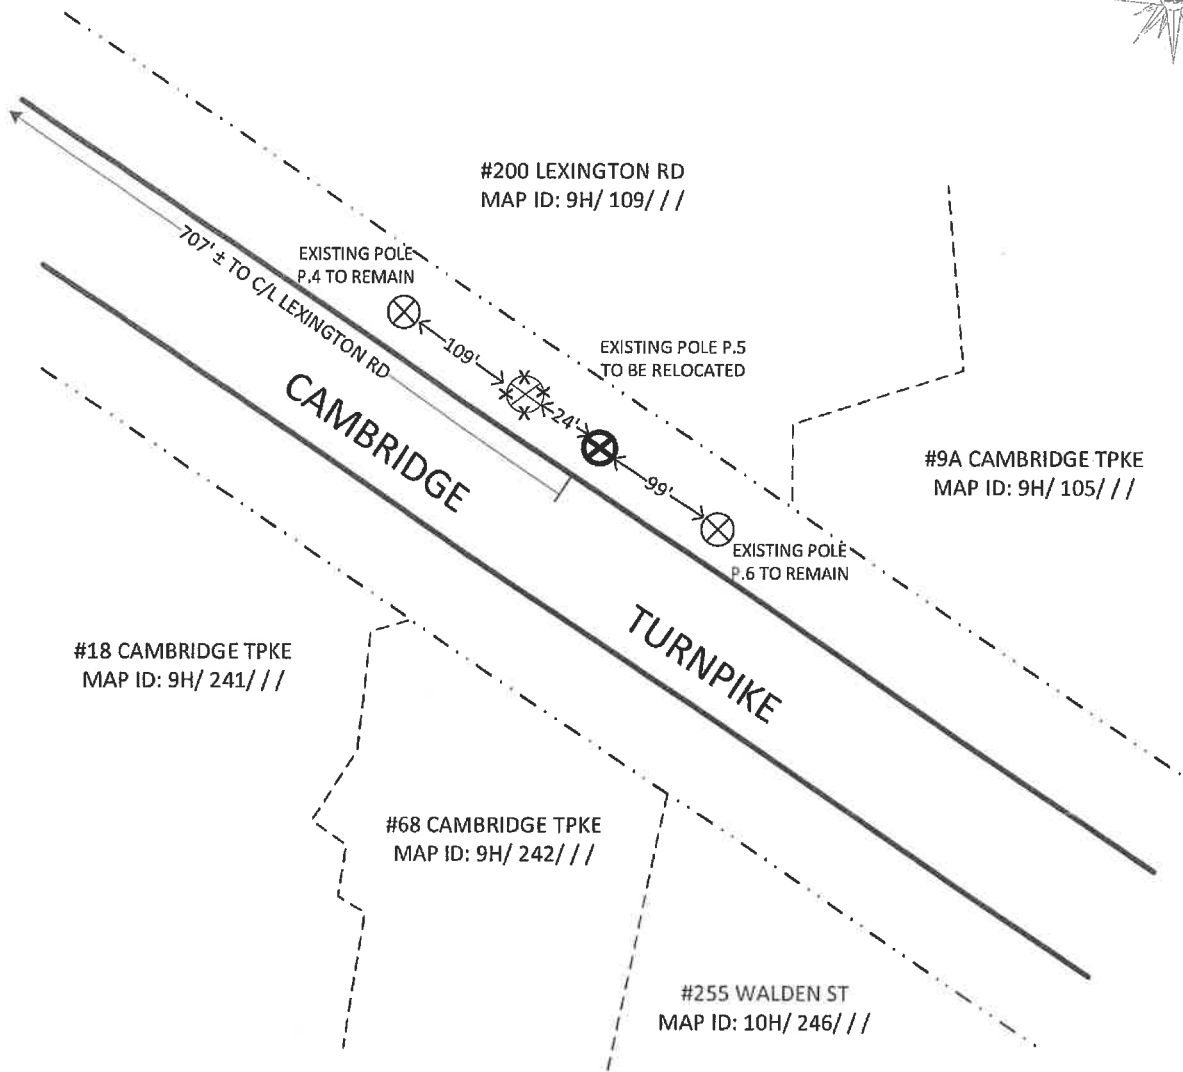 #200 LEXINGTON RD
MAP ID: 9H/ 109/ / /
707' ± TO C/L LEXINGTON RD
EXISTING POLE
P.4 TO REMAIN
109'
EXISTING POLE P.5
TO BE RELOCATED
24'
99'
EXISTING POLE
P.6 TO REMAIN
CAMBRIDGE
TURNPIKE
#9A CAMBRIDGE TPKE
MAP ID: 9H/ 105/ / /
#18 CAMBRIDGE TPKE
MAP ID: 9H/ 241/ / /
#68 CAMBRIDGE TPKE
MAP ID: 9H/ 242/ / /
#255 WALDEN ST
MAP ID: 10H/ 246/ / /